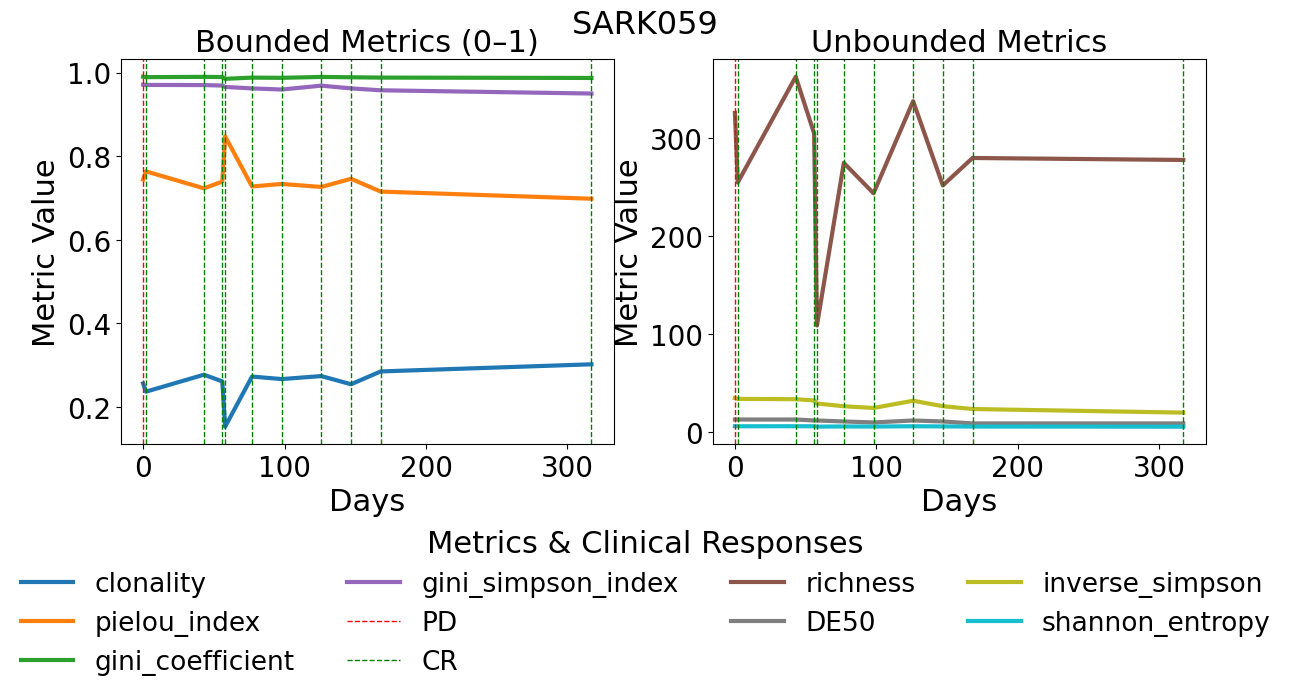 SARK059
Bounded Metrics (0–1)
Unbounded Metrics
Metric Value
1.0
0.8
0.6
0.4
0.2
0
100
200
300
Days
Metric Value
300
200
100
0
0
100
200
300
Days
Metrics & Clinical Responses
clonality
pielou_index
gini_coefficient
gini_simpson_index
PD
CR
richness
DE50
inverse_simpson
shannon_entropy